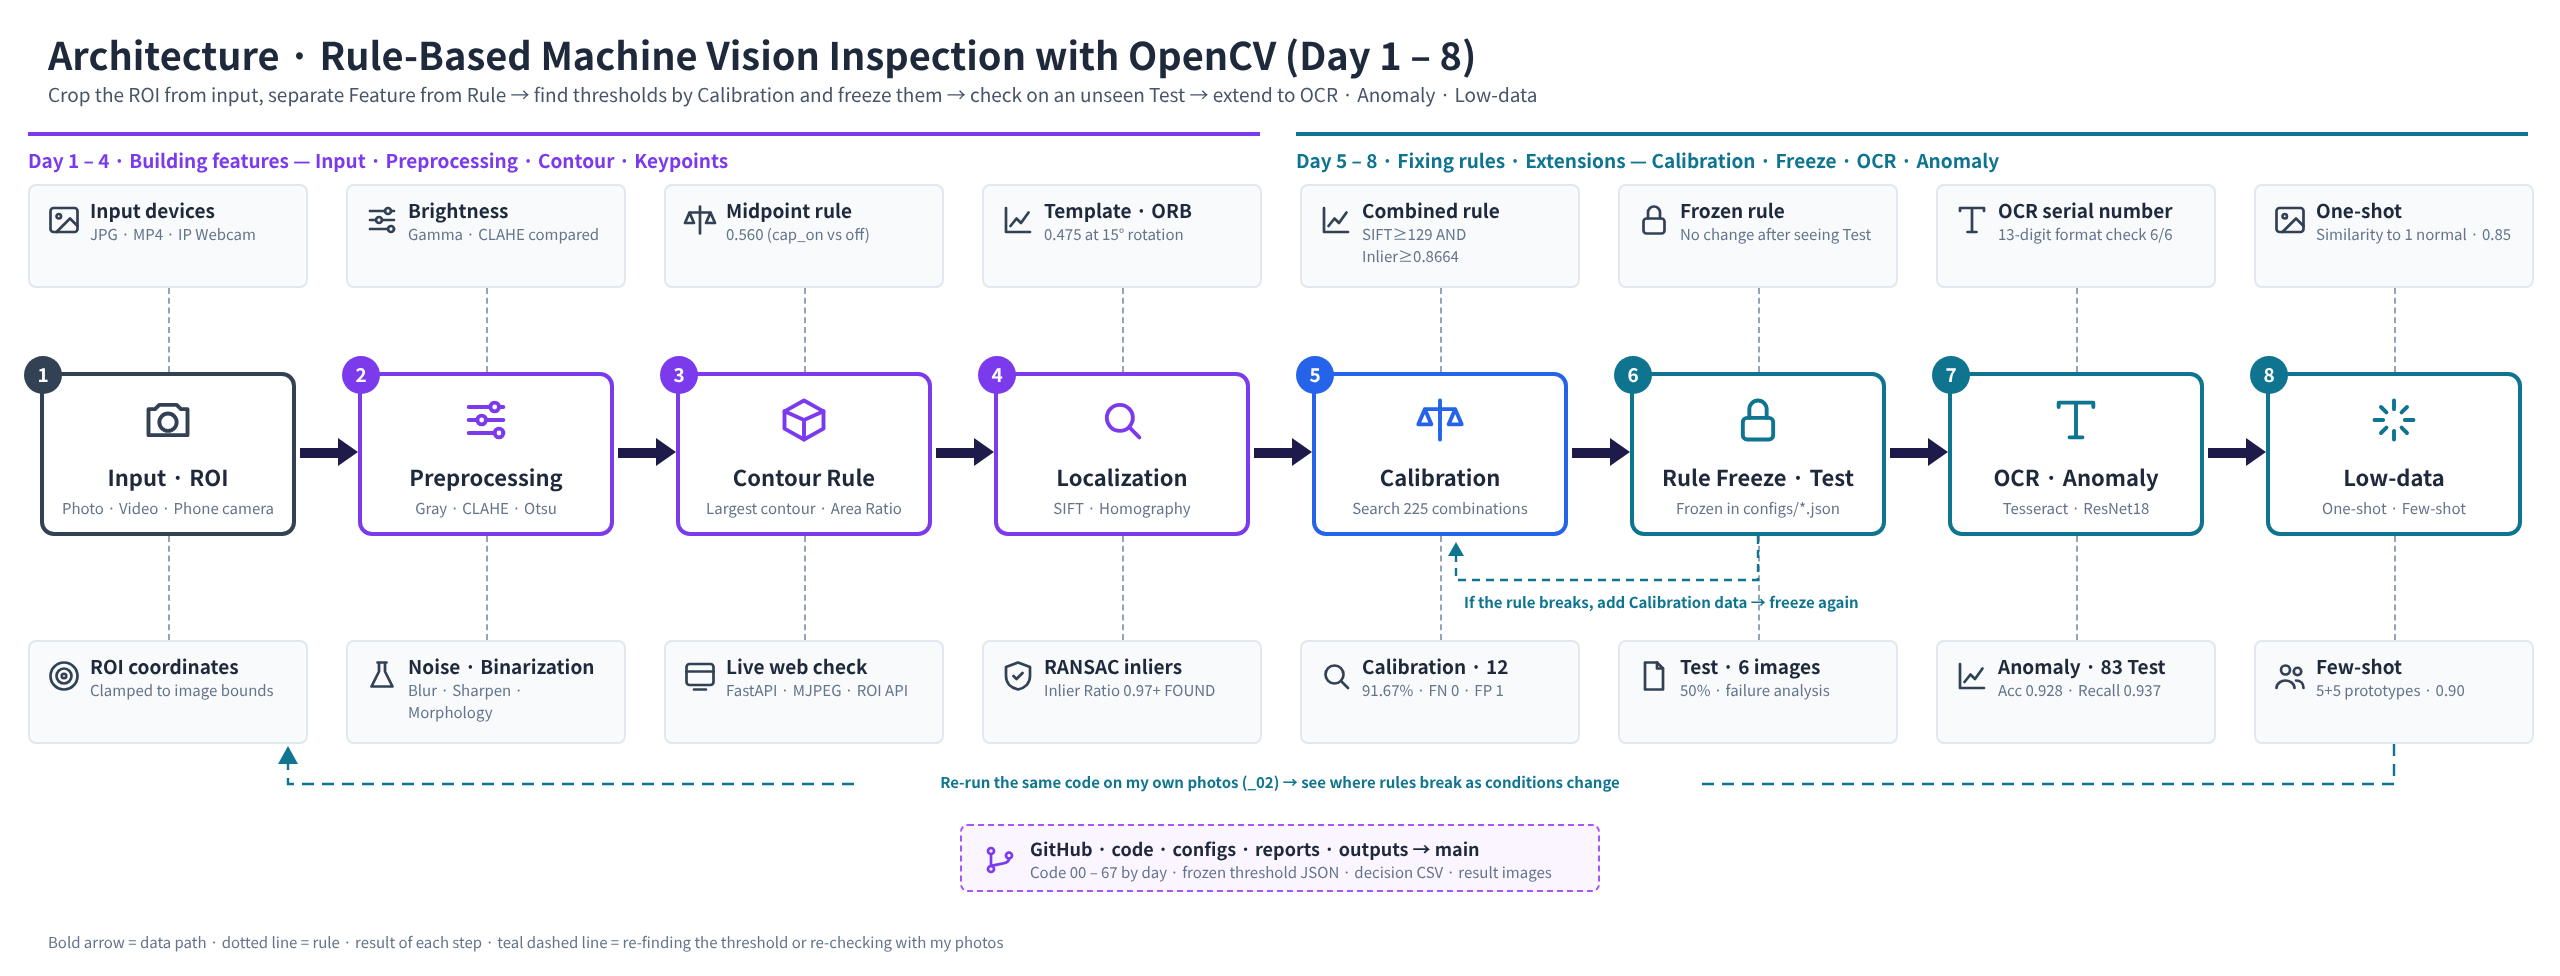 Architecture · Rule-Based Machine Vision Inspection with OpenCV (Day 1 – 8)
Crop the ROI from input, separate Feature from Rule → find thresholds by Calibration and freeze them → check on an unseen Test → extend to OCR · Anomaly · Low-data
Day 1 – 4 · Building features — Input · Preprocessing · Contour · Keypoints
Day 5 – 8 · Fixing rules · Extensions — Calibration · Freeze · OCR · Anomaly
Input devices
JPG · MP4 · IP Webcam
Brightness
Gamma · CLAHE compared
Midpoint rule
0.560 (cap_on vs off)
Template · ORB
0.475 at 15° rotation
Combined rule
SIFT≥129 AND
Inlier≥0.8664
Frozen rule
No change after seeing Test
OCR serial number
13-digit format check 6/6
One-shot
Similarity to 1 normal · 0.85
1
Input · ROI
Photo · Video · Phone camera
2
Preprocessing
Gray · CLAHE · Otsu
3
Contour Rule
Largest contour · Area Ratio
4
Localization
SIFT · Homography
5
Calibration
Search 225 combinations
6
Rule Freeze · Test
Frozen in configs/*.json
7
OCR · Anomaly
Tesseract · ResNet18
8
Low-data
One-shot · Few-shot
If the rule breaks, add Calibration data → freeze again
ROI coordinates
Clamped to image bounds
Noise · Binarization
Blur · Sharpen ·
Morphology
Live web check
FastAPI · MJPEG · ROI API
RANSAC inliers
Inlier Ratio 0.97+ FOUND
Calibration · 12
91.67% · FN 0 · FP 1
Test · 6 images
50% · failure analysis
Anomaly · 83 Test
Acc 0.928 · Recall 0.937
Few-shot
5+5 prototypes · 0.90
Re-run the same code on my own photos (_02) → see where rules break as conditions change
GitHub · code · configs · reports · outputs → main
Code 00 – 67 by day · frozen threshold JSON · decision CSV · result images
Bold arrow = data path · dotted line = rule · result of each step · teal dashed line = re-finding the threshold or re-checking with my photos